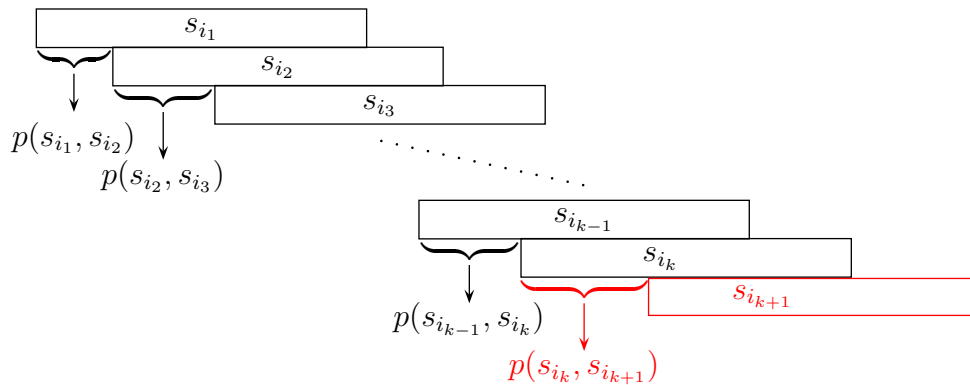 s_{i_1}
s_{i_2}
s_{i_3}
p(s_{i_1}, s_{i_2})
p(s_{i_2}, s_{i_3})
s_{i_{k-1}}
s_{i_k}
s_{i_{k+1}}
p(s_{i_{k-1}}, s_{i_k})
p(s_{i_k}, s_{i_{k+1}})